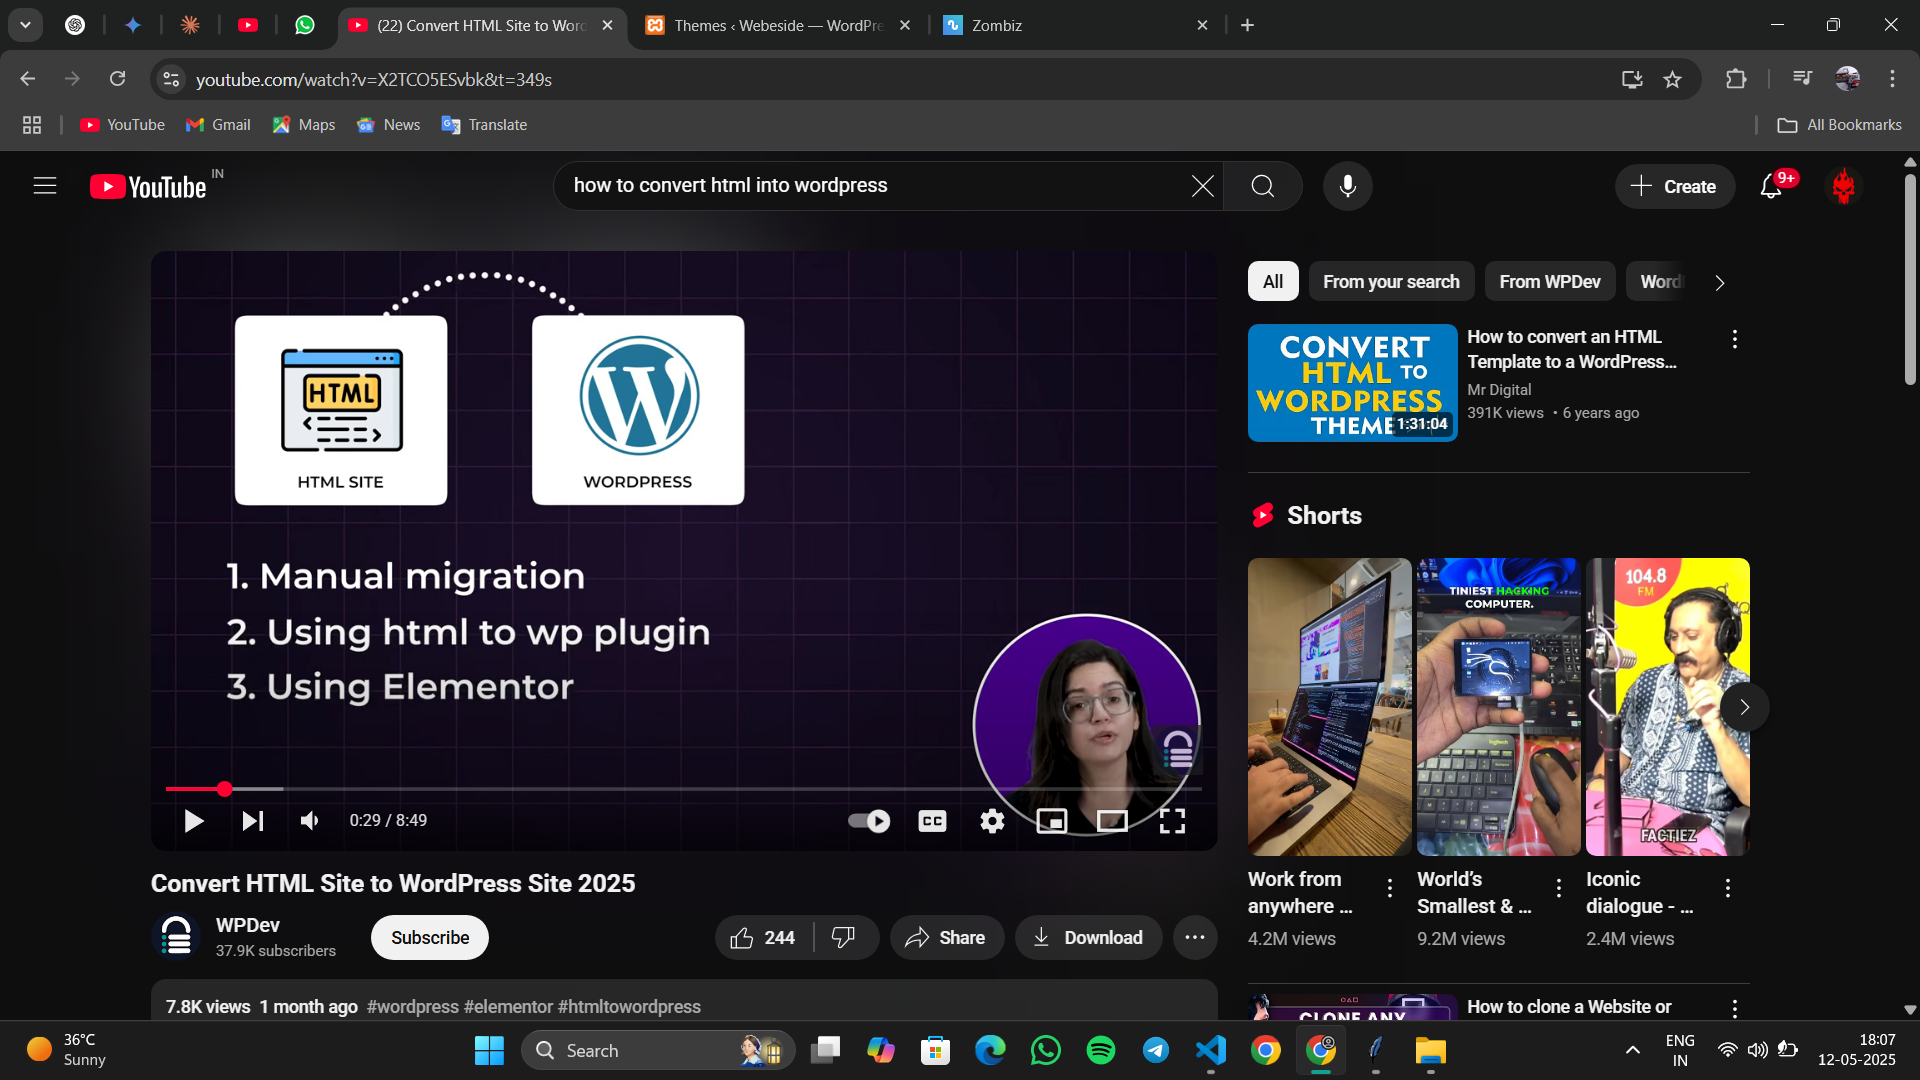 (22) Convert HTML Site to Word
Themes ‹ Webeside — WordPre
Zombiz
youtube.com/watch?v=X2TCO5ESvbk&t=349s
YouTube
Gmail
Maps
News
Translate
All Bookmarks
YouTube IN
how to convert html into wordpress
Create
9+
HTML
HTML SITE
WORDPRESS
1. Manual migration
2. Using html to wp plugin
3. Using Elementor
0:29 / 8:49
CC
Convert HTML Site to WordPress Site 2025
WPDev
37.9K subscribers
Subscribe
244
Share
Download
7.8K views 1 month ago #wordpress #elementor #htmltowordpress
All
From your search
From WPDev
Word
CONVERT
HTML TO
WORDPRESS
THEME
1:31:04
How to convert an HTML
Template to a WordPress...
Mr Digital
391K views • 6 years ago
Shorts
TINIEST HACKING
COMPUTER.
104.8
FM
FACTIEZ
Work from
anywhere ...
4.2M views
World's
Smallest & ...
9.2M views
Iconic
dialogue - ...
2.4M views
CLONE ANY
How to clone a Website or
36°C
Sunny
Search
ENG
IN
18:07
12-05-2025